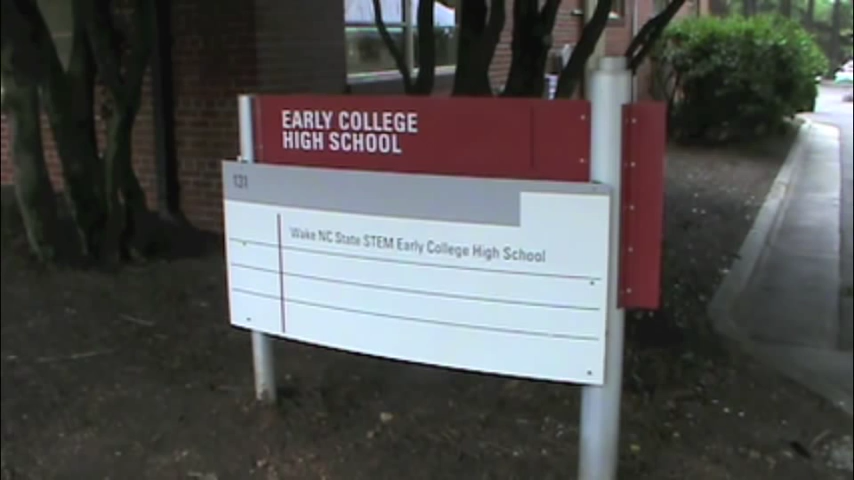 EARLY COLLEGE
HIGH SCHOOL
131
Wake NC State STEM Early College High School